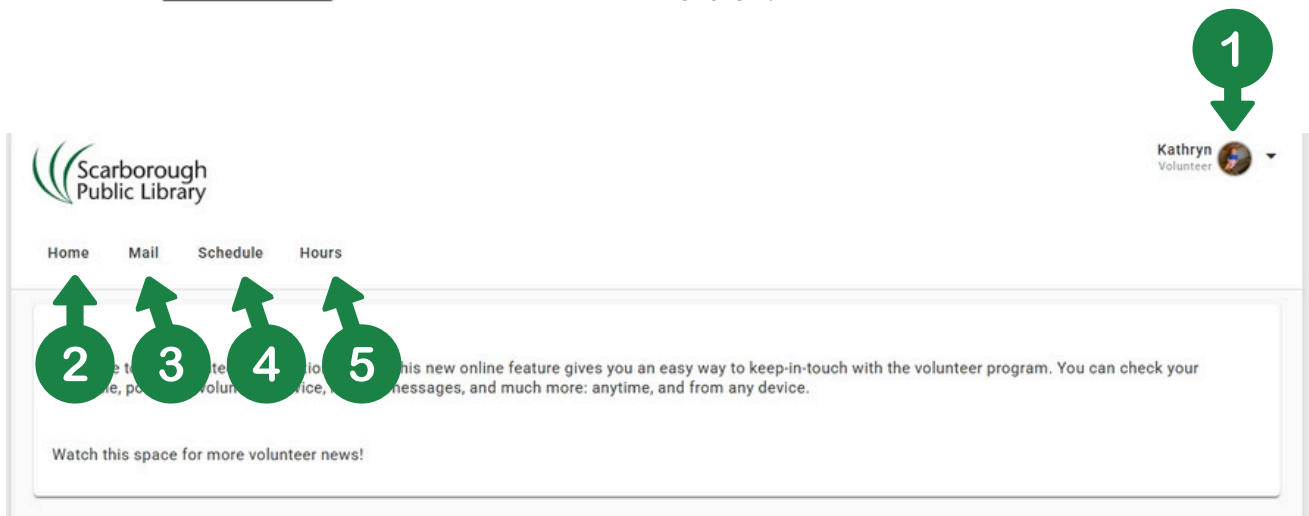 1
Kathryn
Volunteer
Scarborough
Public Library
Home Mail Schedule Hours
2 3 4 5
his new online feature gives you an easy way to keep-in-touch with the volunteer program. You can check your
essages, and much more: anytime, and from any device.
Watch this space for more volunteer news!